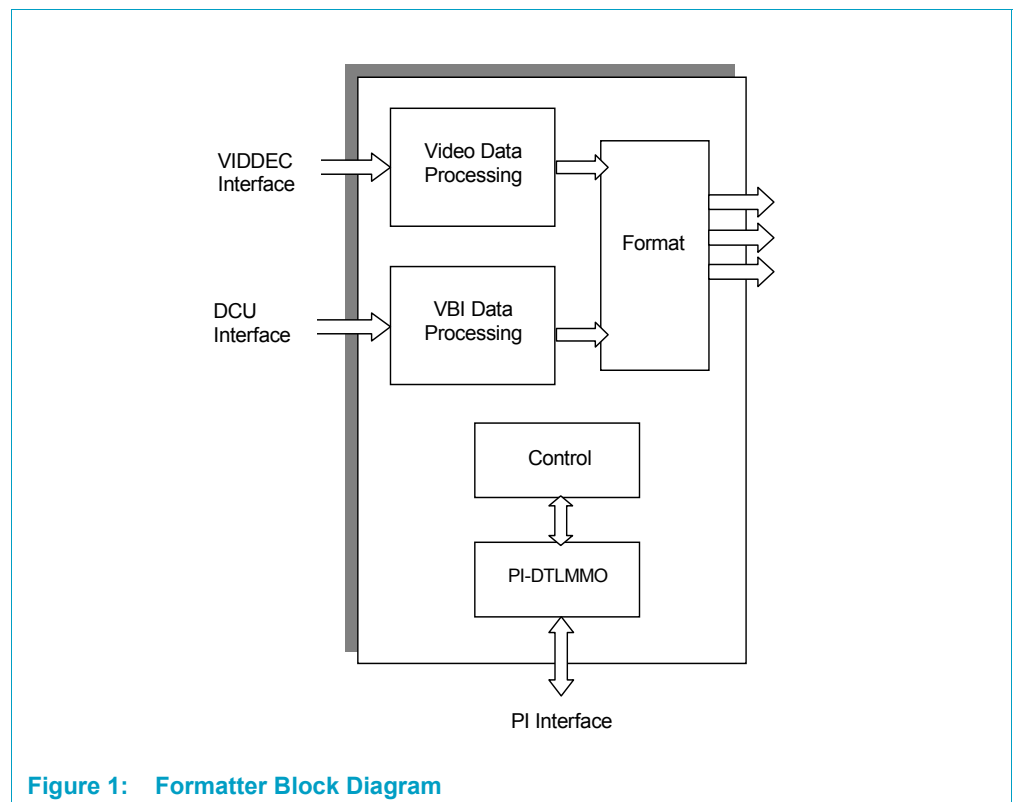 VIDDEC
Interface
Video Data
Processing
Format
DCU
Interface
VBI Data
Processing
Control
PI-DTLMMO
PI Interface
Figure 1: Formatter Block Diagram